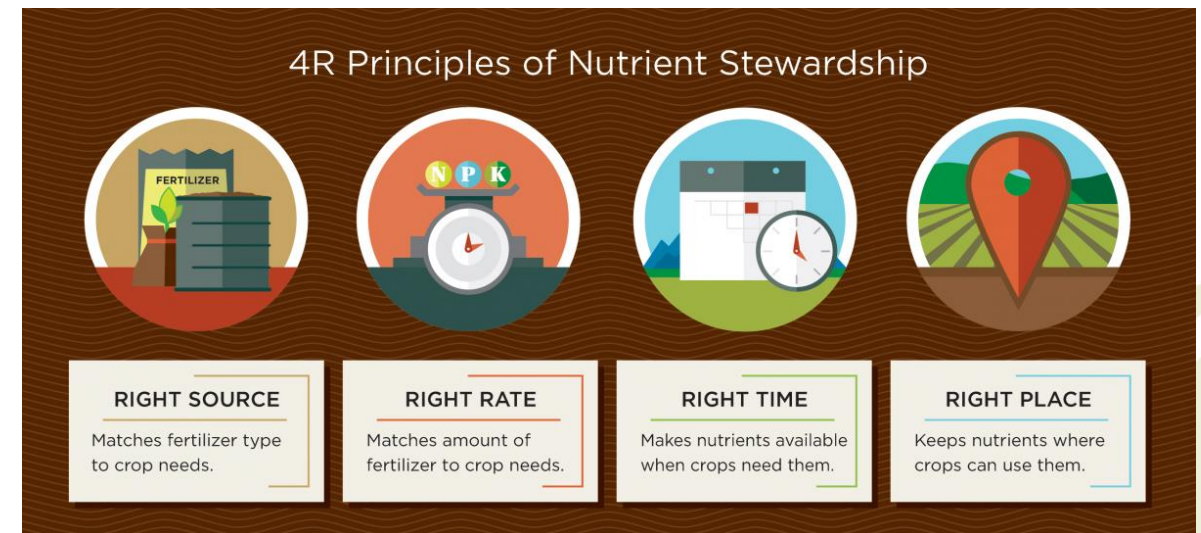 4R Principles of Nutrient Stewardship
FERTILIZER
N P K
RIGHT SOURCE
Matches fertilizer type
to crop needs.
RIGHT RATE
Matches amount of
fertilizer to crop needs.
RIGHT TIME
Makes nutrients available
when crops need them.
RIGHT PLACE
Keeps nutrients where
crops can use them.